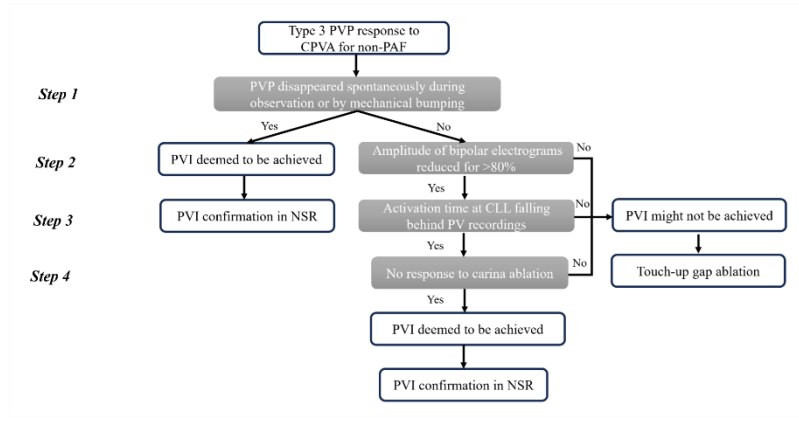 Type 3 PVP response to
CPVA for non-PAF
Step 1
PVP disappeared spontaneously during
observation or by mechanical bumping
Yes
No
Step 2
PVI deemed to be achieved
Amplitude of bipolar electrograms
reduced for >80%
No
Yes
Step 3
PVI confirmation in NSR
Activation time at CLL falling
behind PV recordings
No
PVI might not be achieved
Yes
Step 4
No response to carina ablation
No
Touch-up gap ablation
Yes
PVI deemed to be achieved
PVI confirmation in NSR